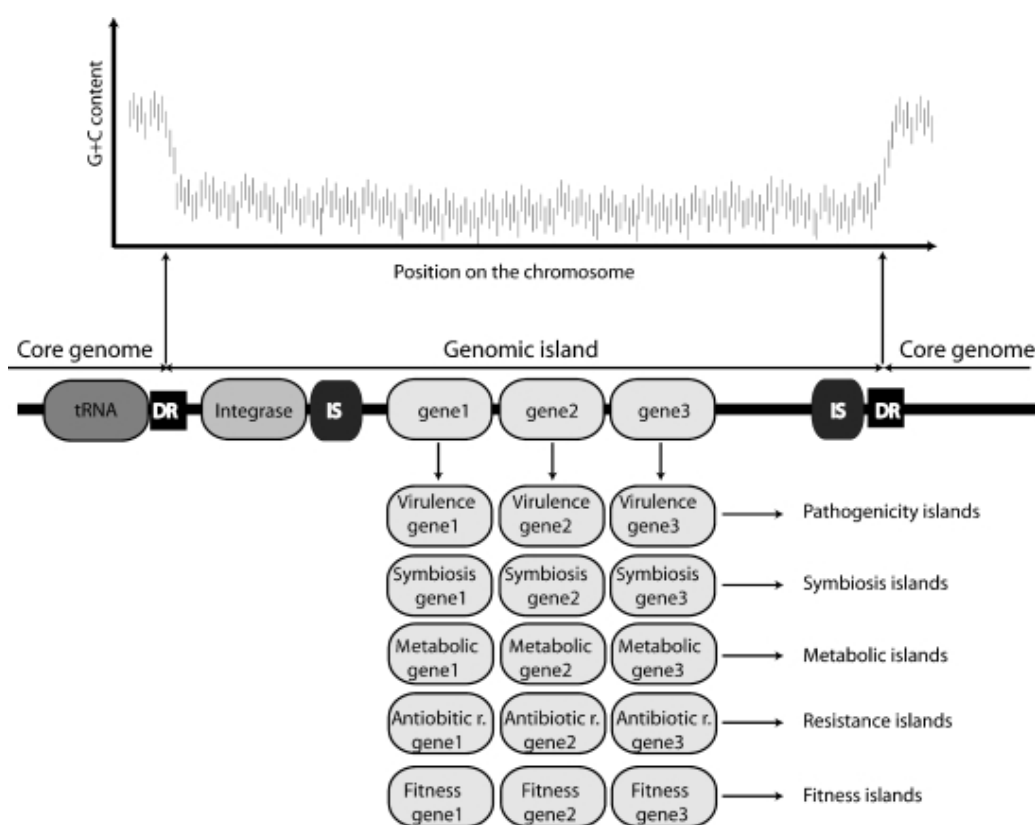 G+C content
Position on the chromosome
Core genome
Genomic island
Core genome
tRNA
DR
Integrase
IS
gene1
gene2
gene3
IS
DR
Virulence
gene1
Virulence
gene2
Virulence
gene3
Pathogenicity islands
Symbiosis
gene1
Symbiosis
gene2
Symbiosis
gene3
Symbiosis islands
Metabolic
gene1
Metabolic
gene2
Metabolic
gene3
Metabolic islands
Antiobitic r.
gene1
Antibiotic r.
gene2
Antibiotic r.
gene3
Resistance islands
Fitness
gene1
Fitness
gene2
Fitness
gene3
Fitness islands